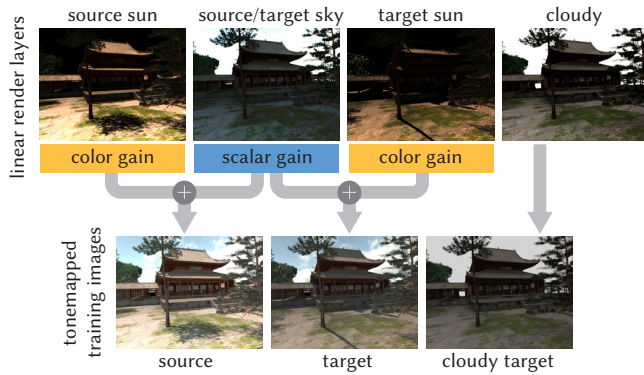 source sun
source/target sky
target sun
cloudy
linear render layers
color gain
scalar gain
color gain
tonemapped
training images
source
target
cloudy target